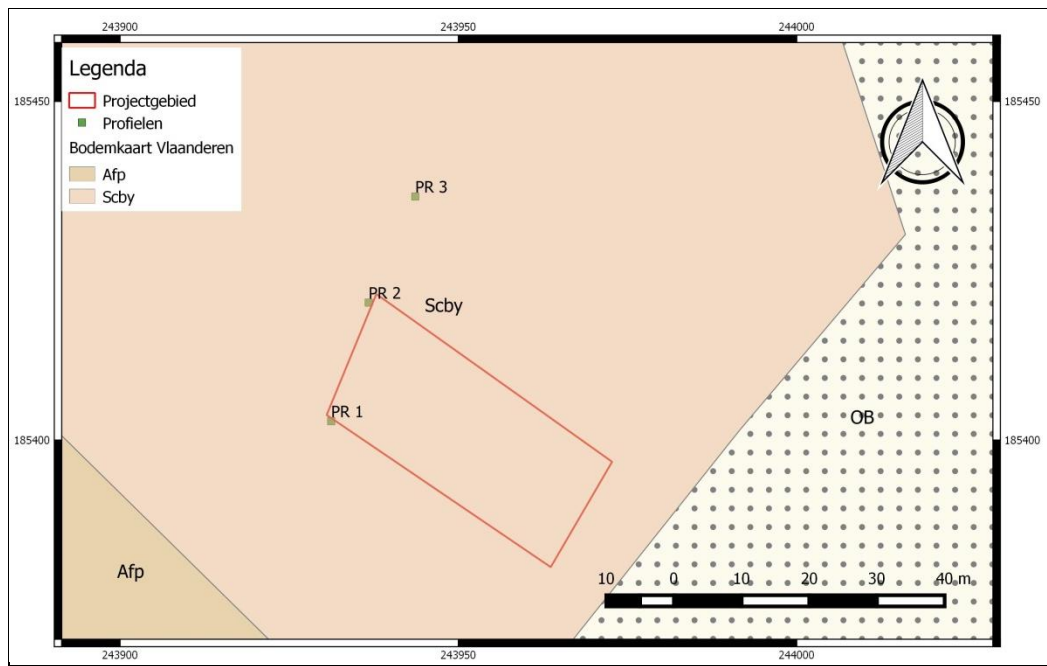 243900 243950 244000
Legenda
Projectgebied
Profielen
Bodemkaart Vlaanderen
Afp
Scby
185450 185450
PR 3
PR 2
Scby
PR 1
OB
185400 185400
Afp
10 0 10 20 30 40 m
243900 243950 244000